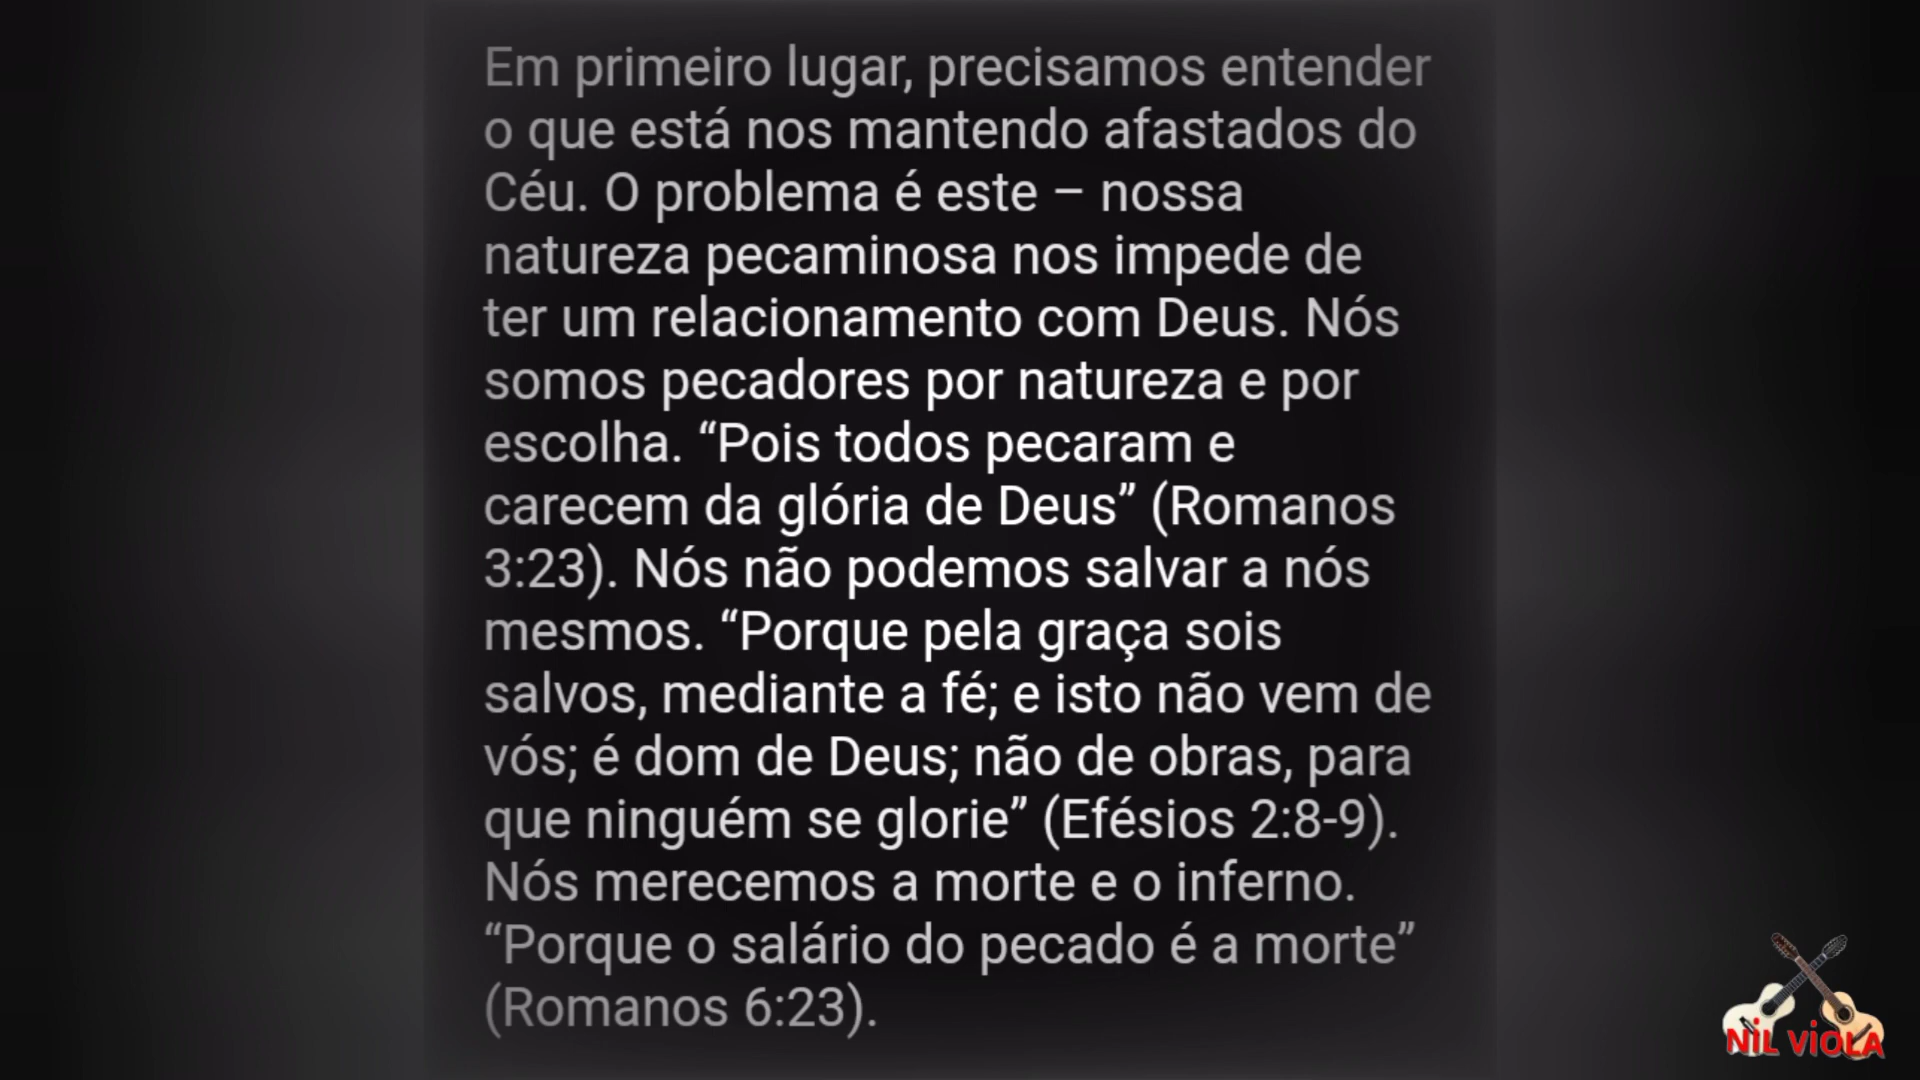 Em primeiro lugar, precisamos entender
o que está nos mantendo afastados do
Céu. O problema é este – nossa
natureza pecaminosa nos impede de
ter um relacionamento com Deus. Nós
somos pecadores por natureza e por
escolha. “Pois todos pecaram e
carecem da glória de Deus” (Romanos
3:23). Nós não podemos salvar a nós
mesmos. “Porque pela graça sois
salvos, mediante a fé; e isto não vem de
vós; é dom de Deus; não de obras, para
que ninguém se glorie” (Efésios 2:8-9).
Nós merecemos a morte e o inferno.
“Porque o salário do pecado é a morte”
(Romanos 6:23).
NiL ViOLA